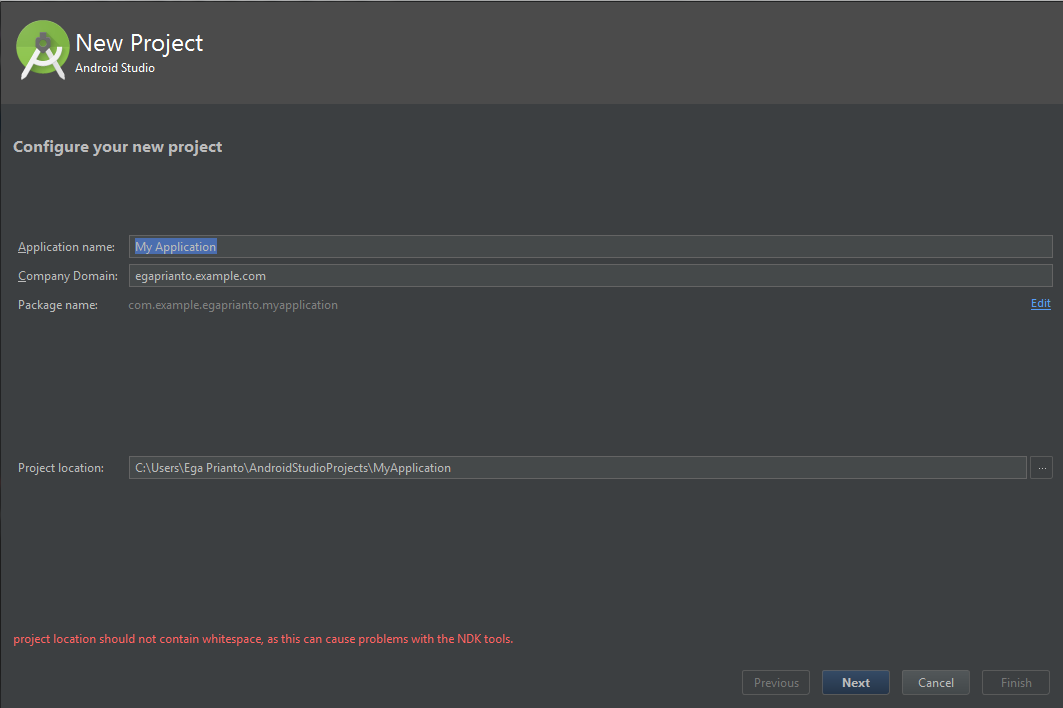 New Project
Android Studio
Configure your new project
Application name: My Application
Company Domain: egaprianto.example.com
Package name: com.example.egaprianto.myapplication Edit
Project location: C:\Users\Ega Prianto\AndroidStudioProjects\MyApplication ...
project location should not contain whitespace, as this can cause problems with the NDK tools.
Previous Next Cancel Finish